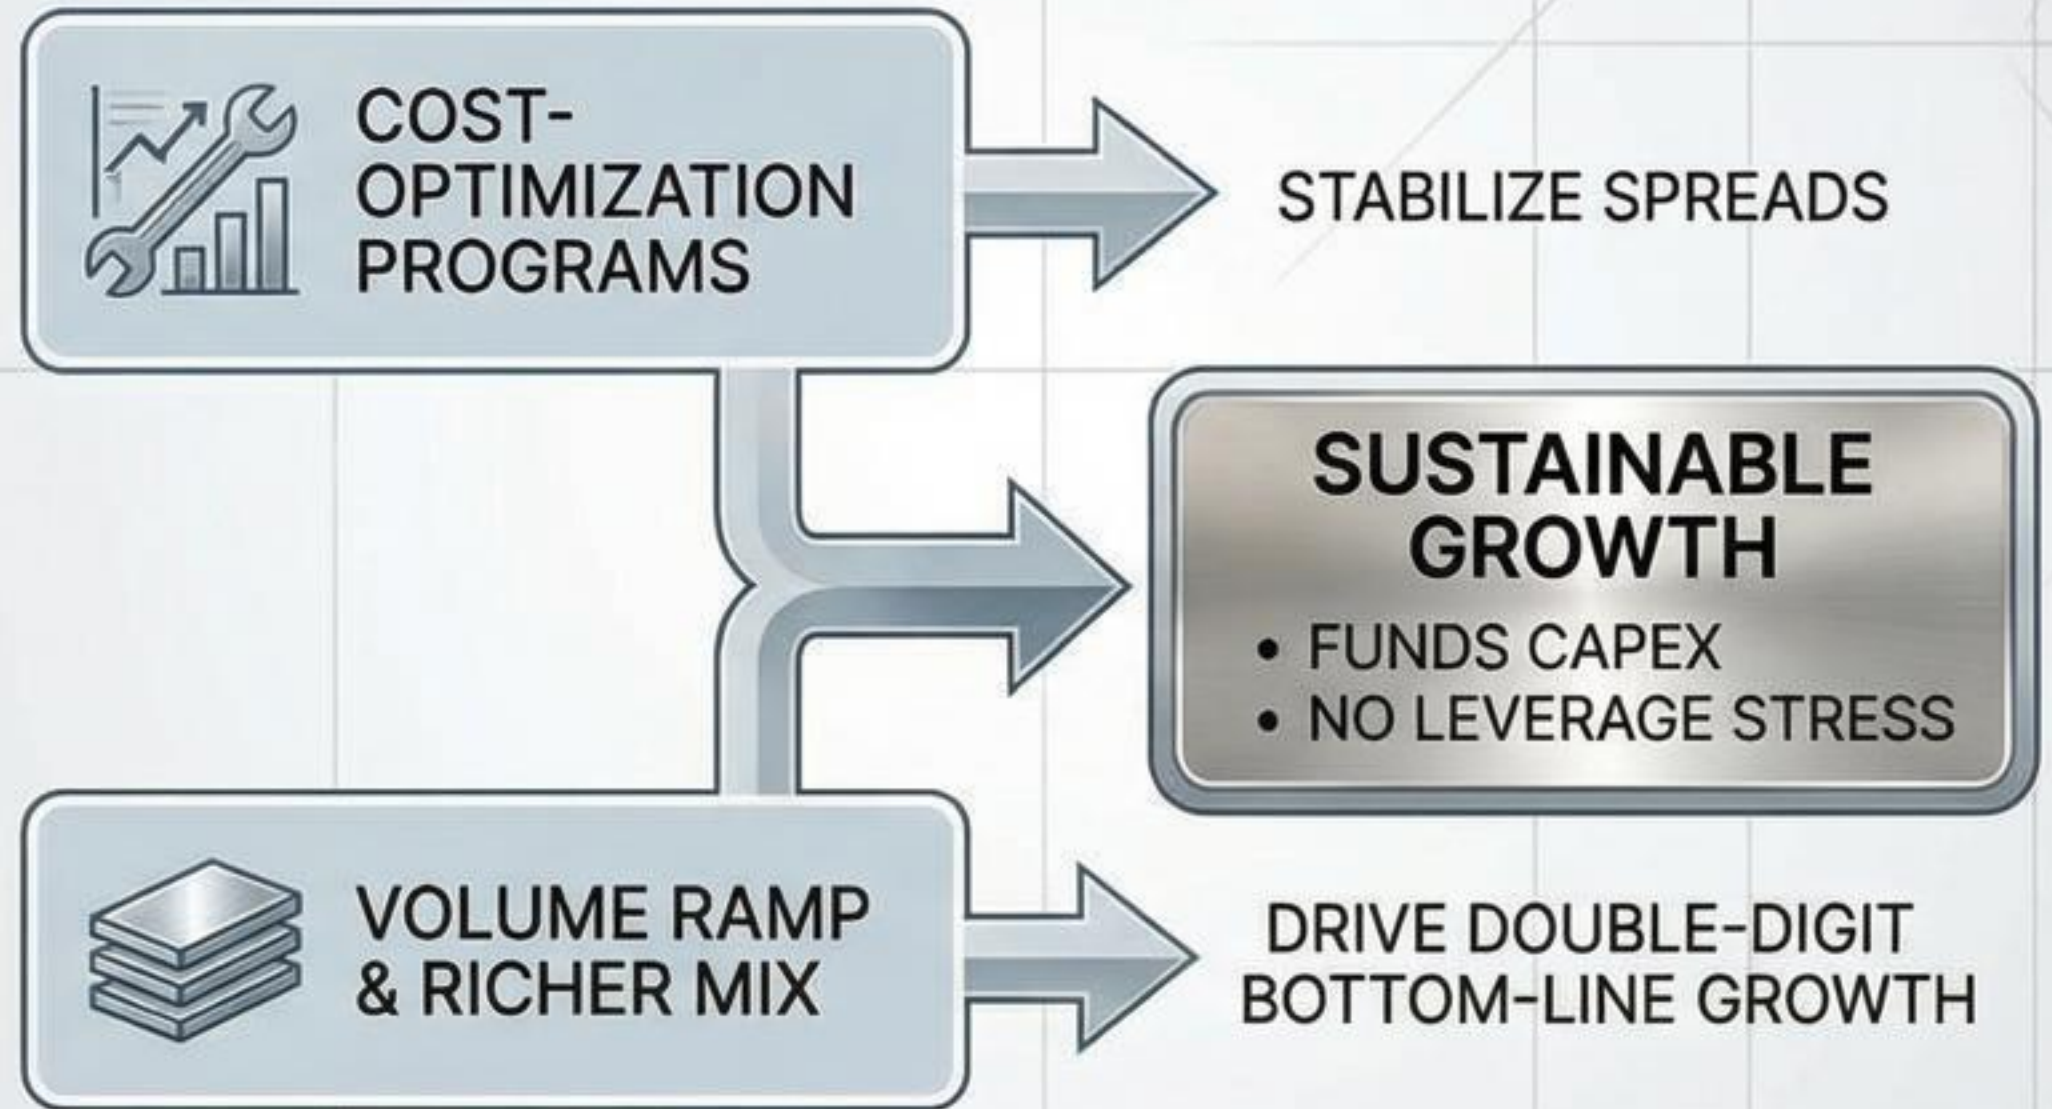 COST-
OPTIMIZATION
PROGRAMS
STABILIZE SPREADS
SUSTAINABLE
GROWTH
• FUNDS CAPEX
• NO LEVERAGE STRESS
VOLUME RAMP
& RICHER MIX
DRIVE DOUBLE-DIGIT
BOTTOM-LINE GROWTH